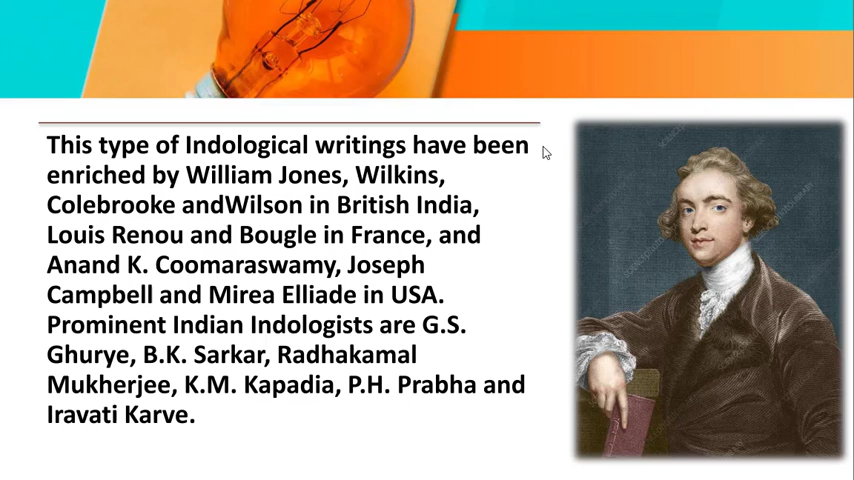 This type of Indological writings have been
enriched by William Jones, Wilkins,
Colebrooke andWilson in British India,
Louis Renou and Bougle in France, and
Anand K. Coomaraswamy, Joseph
Campbell and Mirea Elliade in USA.
Prominent Indian Indologists are G.S.
Ghurye, B.K. Sarkar, Radhakamal
Mukherjee, K.M. Kapadia, P.H. Prabha and
Iravati Karve.